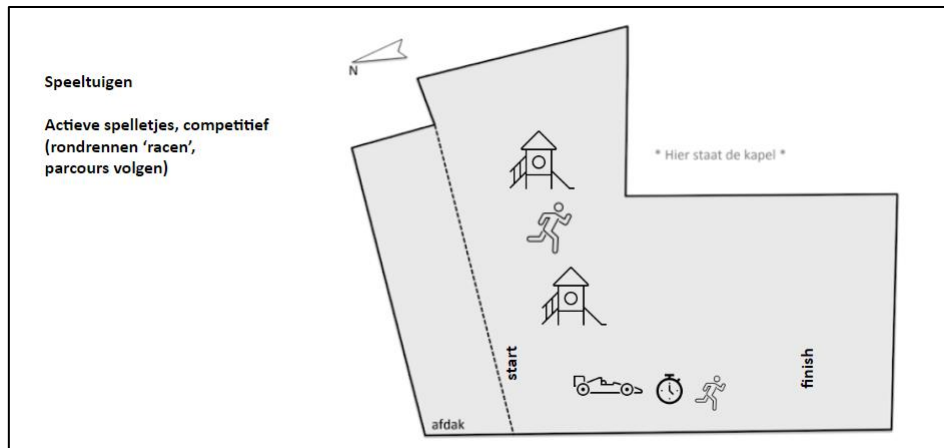 Speeltuigen
Actieve spelletjes, competitief
(rondrennen ‘racen’,
parcours volgen)
N
* Hier staat de kapel *
start
finish
afdak